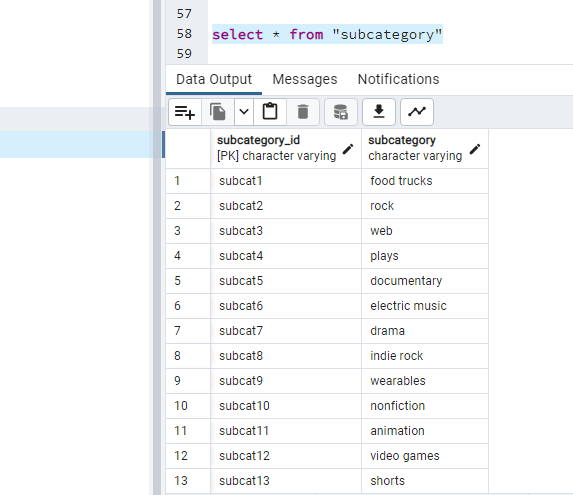 57
58 select * from "subcategory"
59
Data Output Messages Notifications
subcategory_id subcategory
[PK] character varying character varying
1 subcat1 food trucks
2 subcat2 rock
3 subcat3 web
4 subcat4 plays
5 subcat5 documentary
6 subcat6 electric music
7 subcat7 drama
8 subcat8 indie rock
9 subcat9 wearables
10 subcat10 nonfiction
11 subcat11 animation
12 subcat12 video games
13 subcat13 shorts